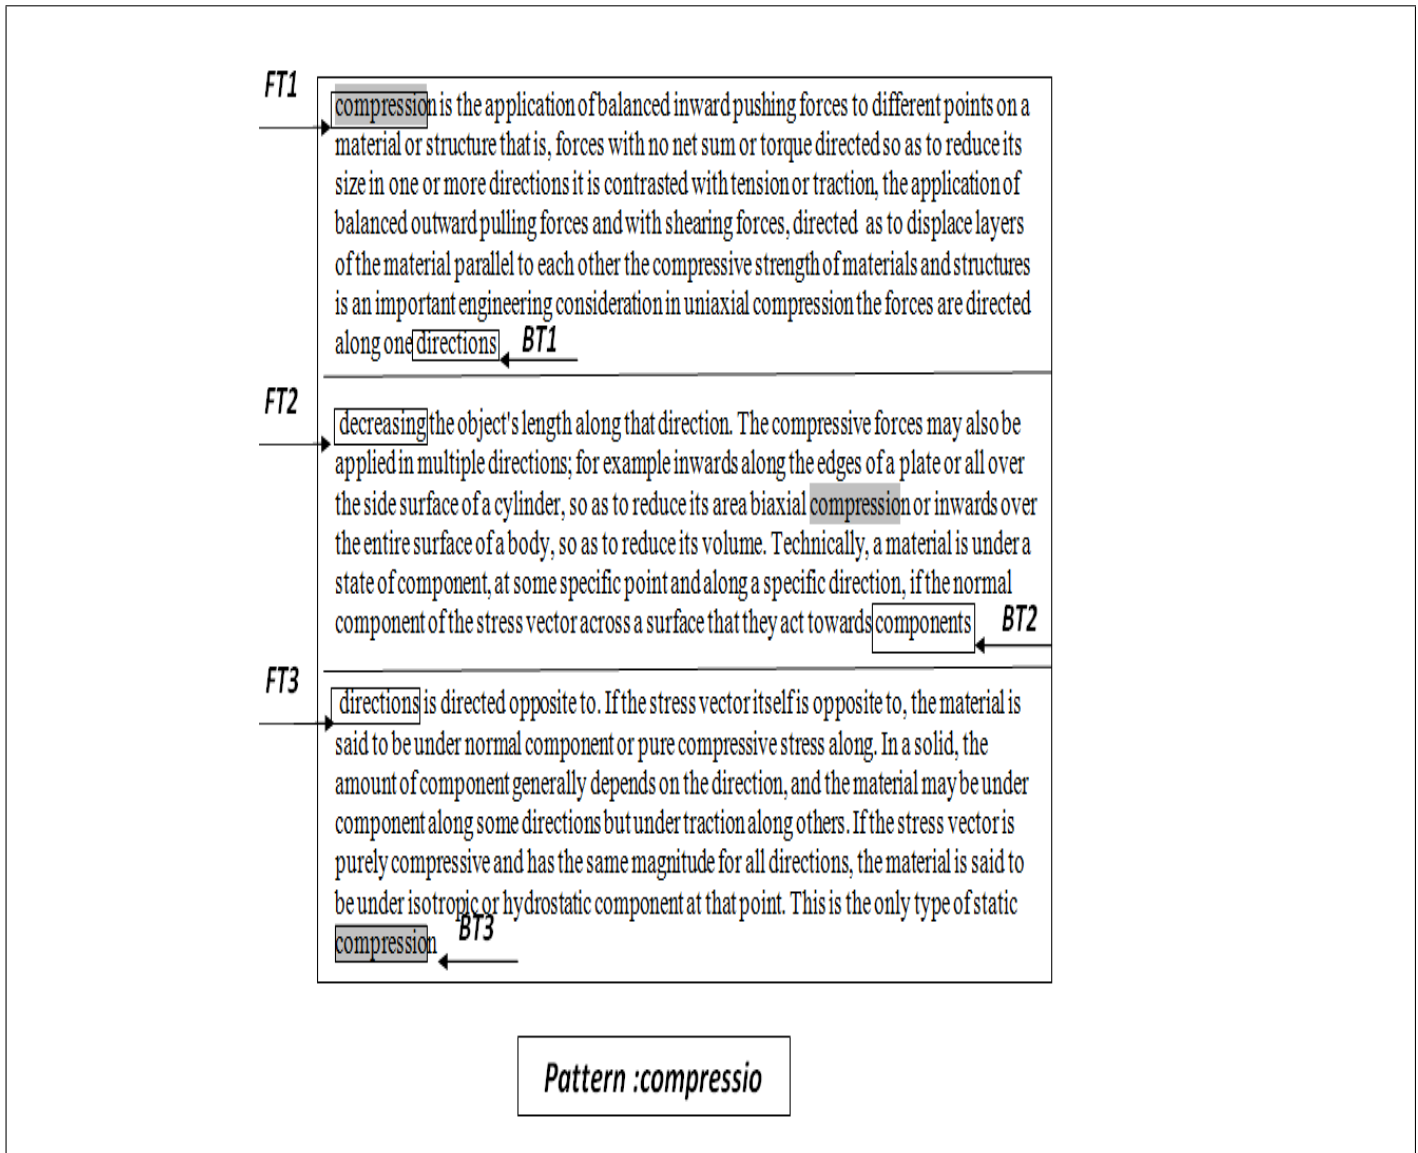 FT1
compression is the application of balanced inward pushing forces to different points on a
material or structure that is, forces with no net sum or torque directed so as to reduce its
size in one or more directions it is contrasted with tension or traction, the application of
balanced outward pulling forces and with shearing forces, directed as to displace layers
of the material parallel to each other the compressive strength of materials and structures
is an important engineering consideration in uniaxial compression the forces are directed
along one directions BT1
FT2
decreasing the object's length along that direction. The compressive forces may also be
applied in multiple directions; for example inwards along the edges of a plate or all over
the side surface of a cylinder, so as to reduce its area biaxial compression or inwards over
the entire surface of a body, so as to reduce its volume. Technically, a material is under a
state of component, at some specific point and along a specific direction, if the normal
component of the stress vector across a surface that they act towards components BT2
FT3
directions is directed opposite to. If the stress vector itself is opposite to, the material is
said to be under normal component or pure compressive stress along. In a solid, the
amount of component generally depends on the direction, and the material may be under
component along some directions but under traction along others. If the stress vector is
purely compressive and has the same magnitude for all directions, the material is said to
be under isotropic or hydrostatic component at that point. This is the only type of static
compression BT3
Pattern :compressio